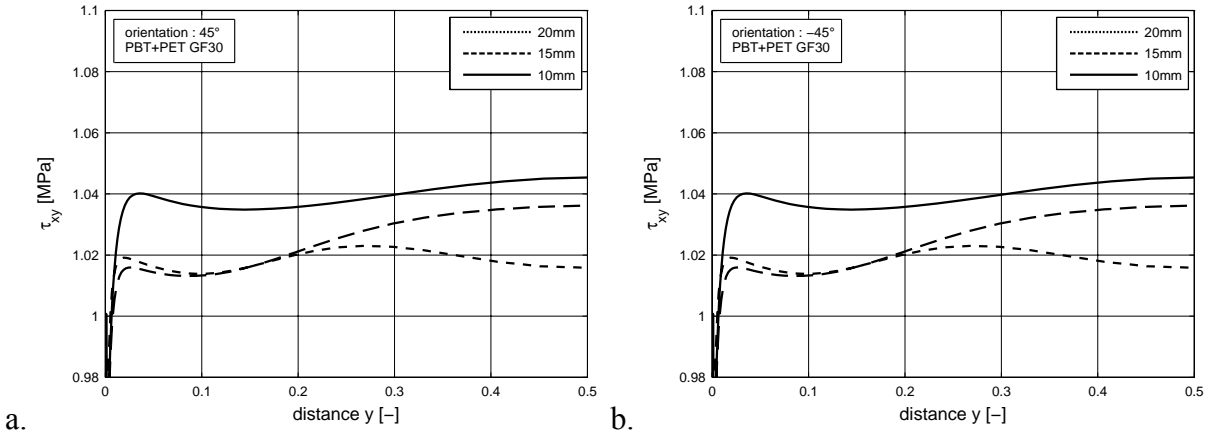 1.1
orientation : 45°
PBT+PET GF30
20mm
15mm
10mm
1.08
1.06
1.04
1.02
1
0.98
τxy [MPa]
0 0.1 0.2 0.3 0.4 0.5
distance y [−]
a.
1.1
orientation : −45°
PBT+PET GF30
20mm
15mm
10mm
1.08
1.06
1.04
1.02
1
0.98
τxy [MPa]
0 0.1 0.2 0.3 0.4 0.5
distance y [−]
b.